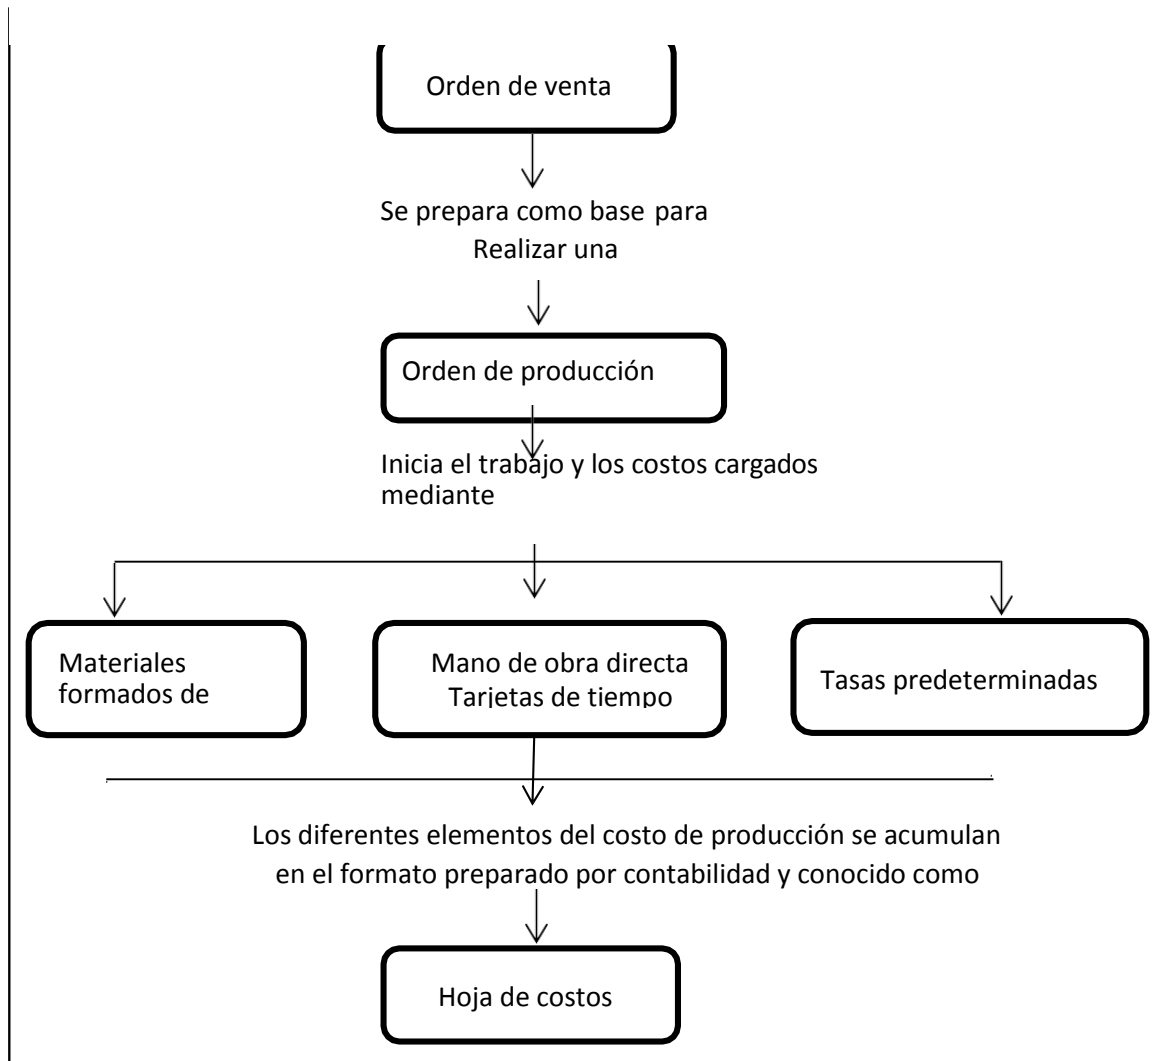 Orden de venta
Se prepara como base para
Realizar una
Orden de producción
Inicia el trabajo y los costos cargados
mediante
Materiales
formados de
Mano de obra directa
Tarjetas de tiempo
Tasas predeterminadas
Los diferentes elementos del costo de producción se acumulan
en el formato preparado por contabilidad y conocido como
Hoja de costos